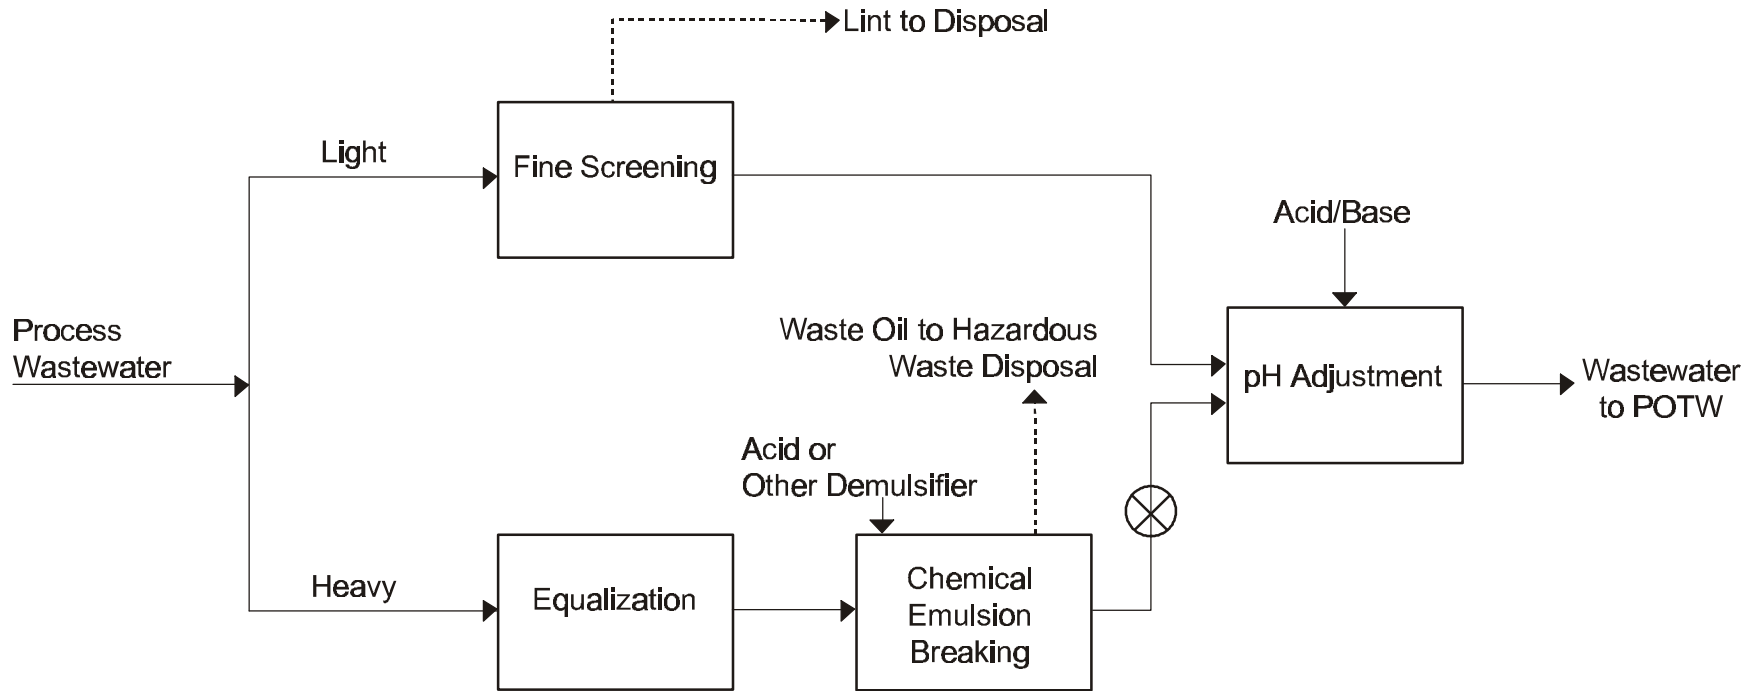 Lint to Disposal
Light
Fine Screening
Acid/Base
Process
Wastewater
Waste Oil to Hazardous
Waste Disposal
pH Adjustment
Wastewater
to POTW
Acid or
Other Demulsifier
Heavy
Equalization
Chemical
Emulsion
Breaking